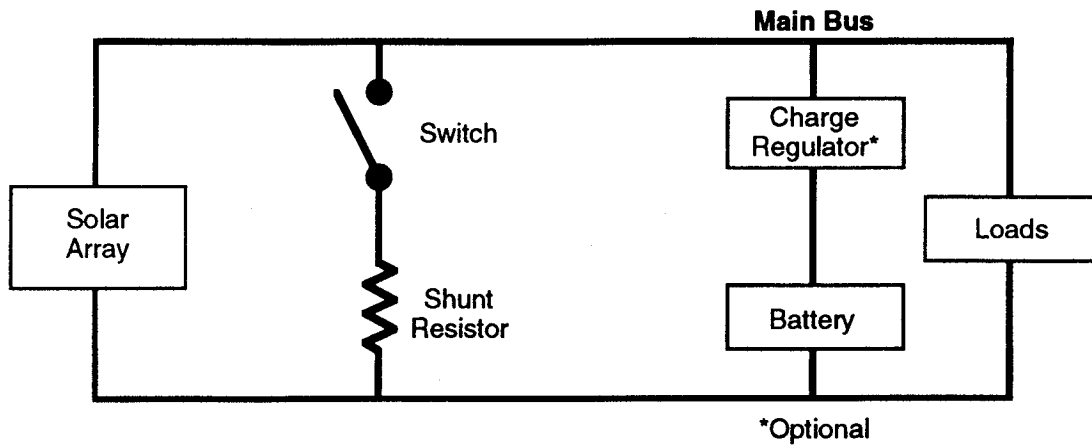 Main Bus
Switch
Charge
Regulator*
Solar
Array
Loads
Shunt
Resistor
Battery
*Optional